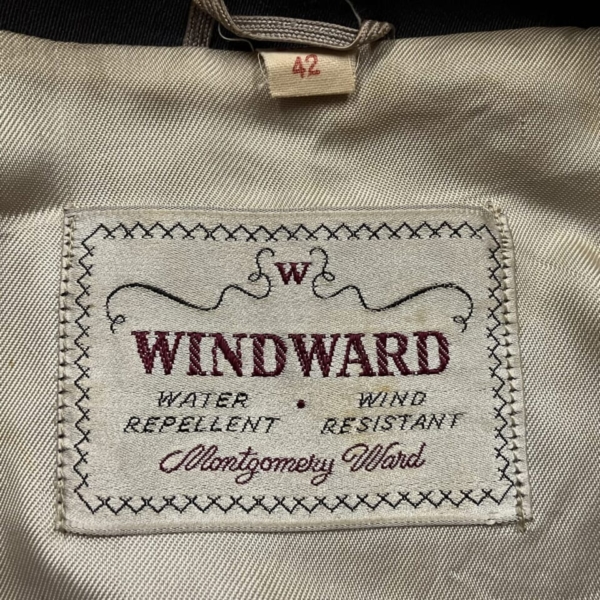 42
W
WINDWARD
WATER • WIND
REPELLENT RESISTANT
Montgomery Ward